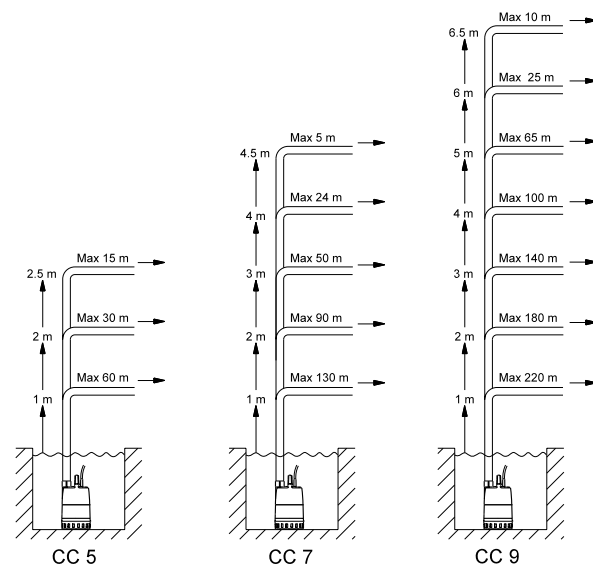 Max 15 m
2.5 m
Max 30 m
2 m
Max 60 m
1 m
CC 5
Max 5 m
4.5 m
Max 24 m
4 m
Max 50 m
3 m
Max 90 m
2 m
Max 130 m
1 m
CC 7
Max 10 m
6.5 m
Max 25 m
6 m
Max 65 m
5 m
Max 100 m
4 m
Max 140 m
3 m
Max 180 m
2 m
Max 220 m
1 m
CC 9